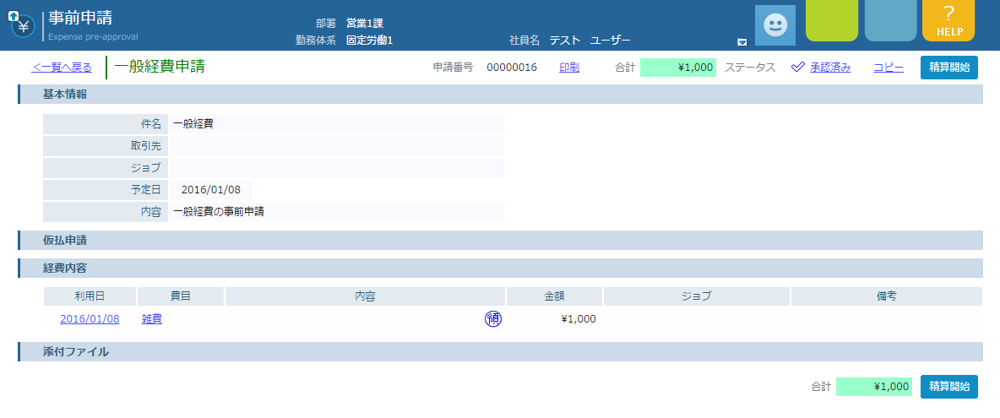 事前申請
Expense pre-approval
部署 営業1課
勤務体系 固定労働1 社員名 テスト ユーザー
? HELP
<一覧へ戻る 一般経費申請 申請番号 00000016 印刷 合計 ¥1,000 ステータス 承認済み コピー 精算開始
基本情報
件名 一般経費
取引先
ジョブ
予定日 2016/01/08
内容 一般経費の事前申請
仮払申請
経費内容
利用日 費目 内容 金額 ジョブ 備考
2016/01/08 雑費 領 ¥1,000
添付ファイル
合計 ¥1,000 精算開始